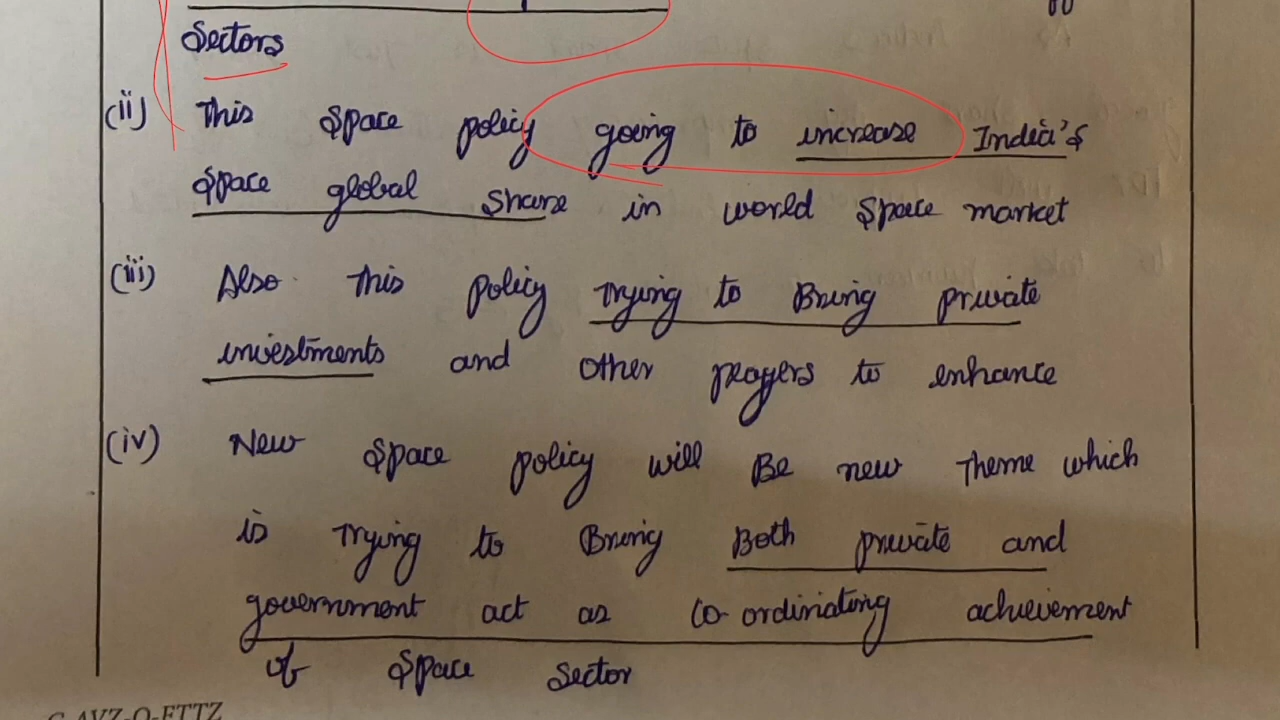 Sectors
(ii) This space policy going to increase India's
space global share in world space market
(iii) Also this policy trying to Bring private
investments and other prayers to enhance
(iv) New space policy will Be new Theme which
is trying to Bring Both private and
government act as co-ordinating achievement
of space sector